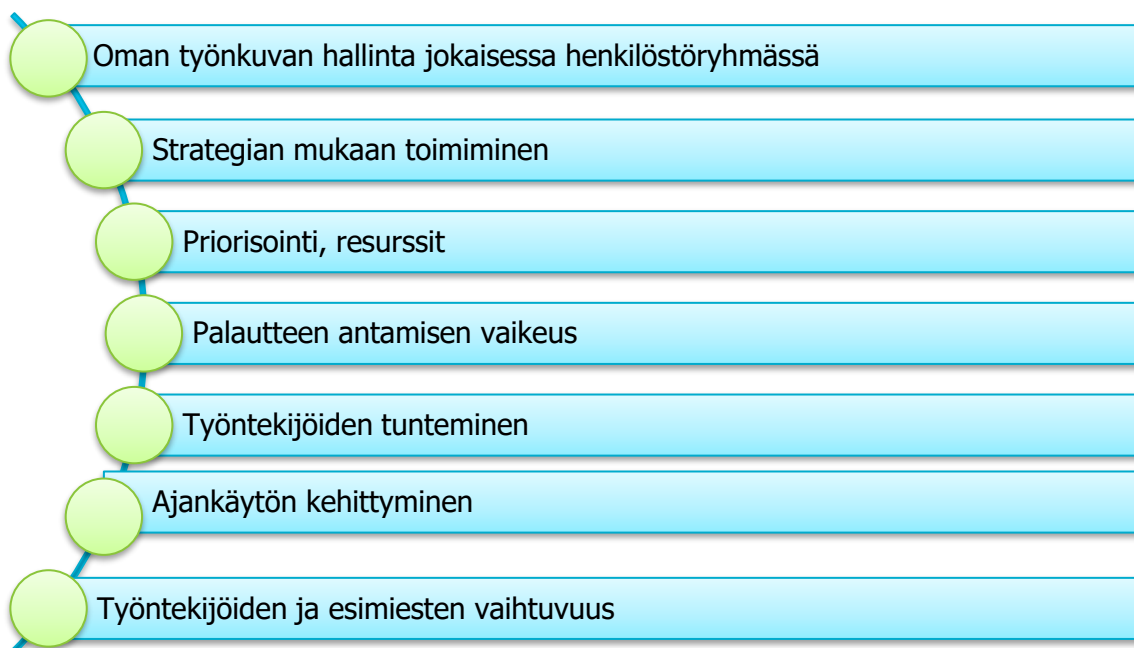 Oman työnkuvan hallinta jokaisessa henkilöstöryhmässä
Strategian mukaan toimiminen
Priorisointi, resurssit
Palautteen antamisen vaikeus
Työntekijöiden tunteminen
Ajankäytön kehittyminen
Työntekijöiden ja esimiesten vaihtuvuus